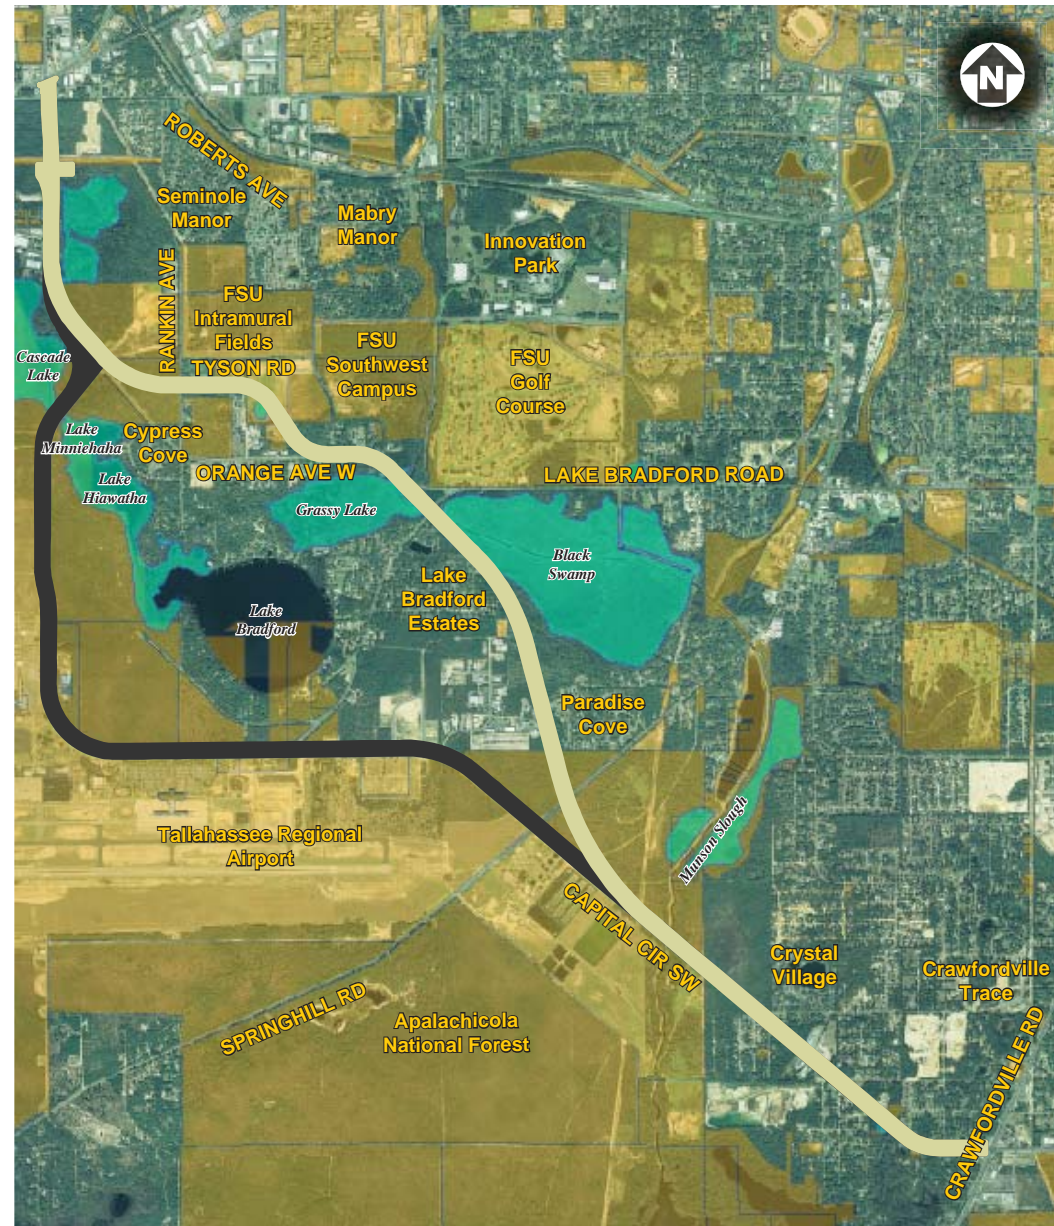 N
ROBERTS AVE
Seminole
Manor
Mabry
Manor
Innovation
Park
RANKIN AVE
FSU
Intramural
Fields
TYSON RD
FSU
Southwest
Campus
FSU
Golf
Course
Cascade
Lake
Lake
Minniehaha
Cypress
Cove
Lake
Hiawatha
ORANGE AVE W
LAKE BRADFORD ROAD
Grassy Lake
Black
Swamp
Lake
Bradford
Estates
Lake
Bradford
Paradise
Cove
Munson Slough
Tallahassee Regional
Airport
CAPITAL CIR SW
Crystal
Village
Crawfordville
Trace
SPRINGHILL RD
Apalachicola
National Forest
CRAWFORDVILLE RD